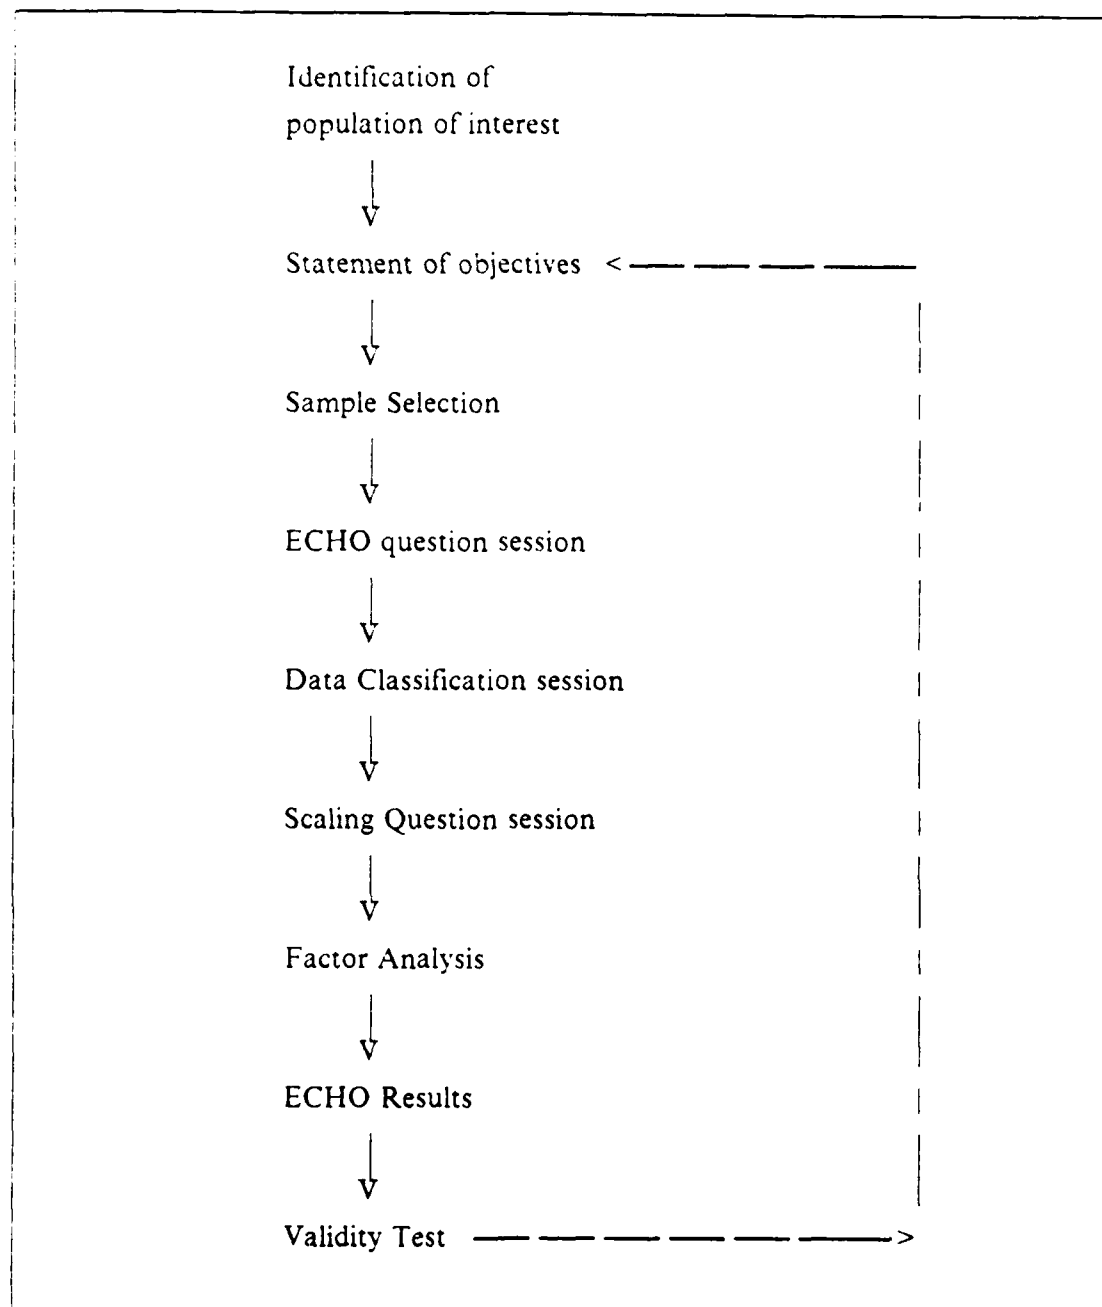 Identification of
population of interest
Statement of objectives
Sample Selection
ECHO question session
Data Classification session
Scaling Question session
Factor Analysis
ECHO Results
Validity Test